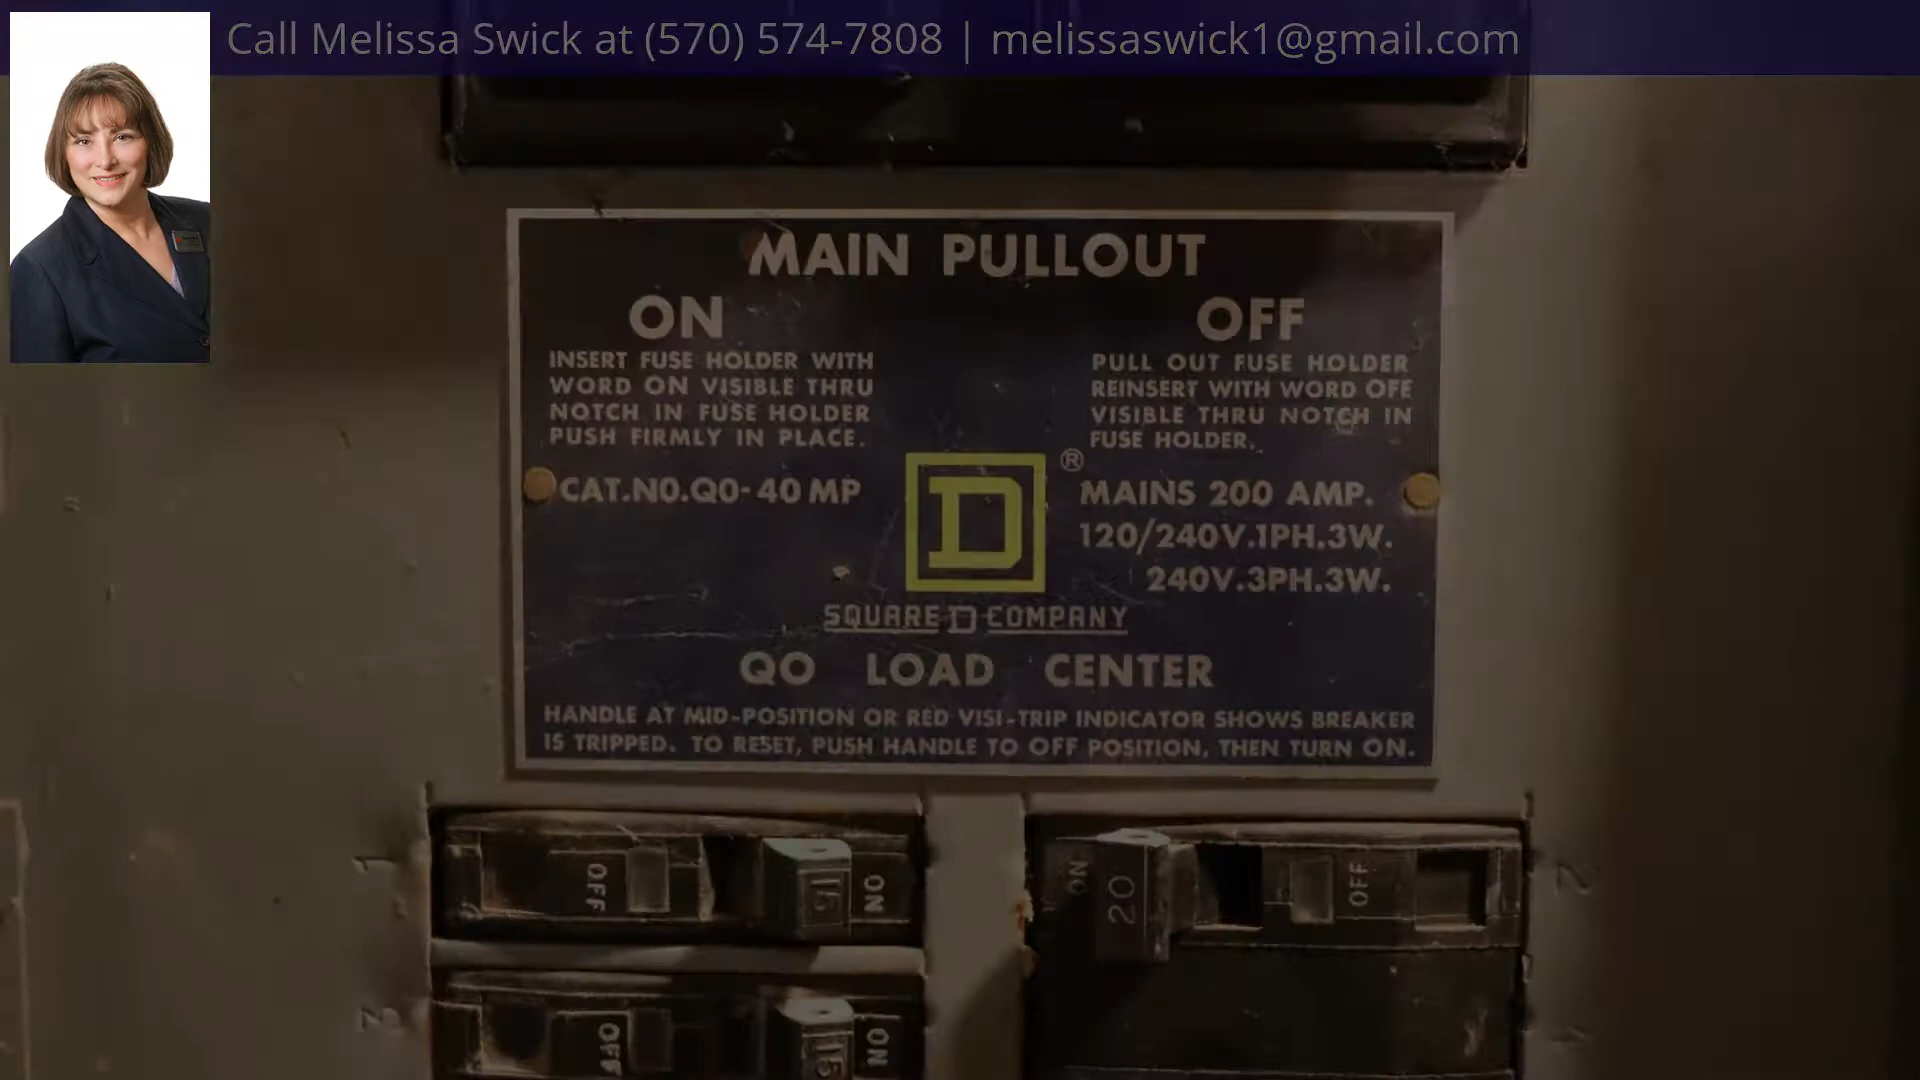 Call Melissa Swick at (570) 574-7808 | melissaswick1@gmail.com
MAIN PULLOUT
ON
INSERT FUSE HOLDER WITH
WORD ON VISIBLE THRU
NOTCH IN FUSE HOLDER
PUSH FIRMLY IN PLACE.
CAT.NO.QO-40 MP
OFF
PULL OUT FUSE HOLDER
REINSERT WITH WORD OFF
VISIBLE THRU NOTCH IN
FUSE HOLDER.
MAINS 200 AMP.
120/240V.1PH.3W.
240V.3PH.3W.
D ®
SQUARE D COMPANY
QO LOAD CENTER
HANDLE AT MID-POSITION OR RED VISI-TRIP INDICATOR SHOWS BREAKER
IS TRIPPED. TO RESET, PUSH HANDLE TO OFF POSITION, THEN TURN ON.
1 OFF 15 ON
ON 20 OFF 2
3 OFF 15 ON